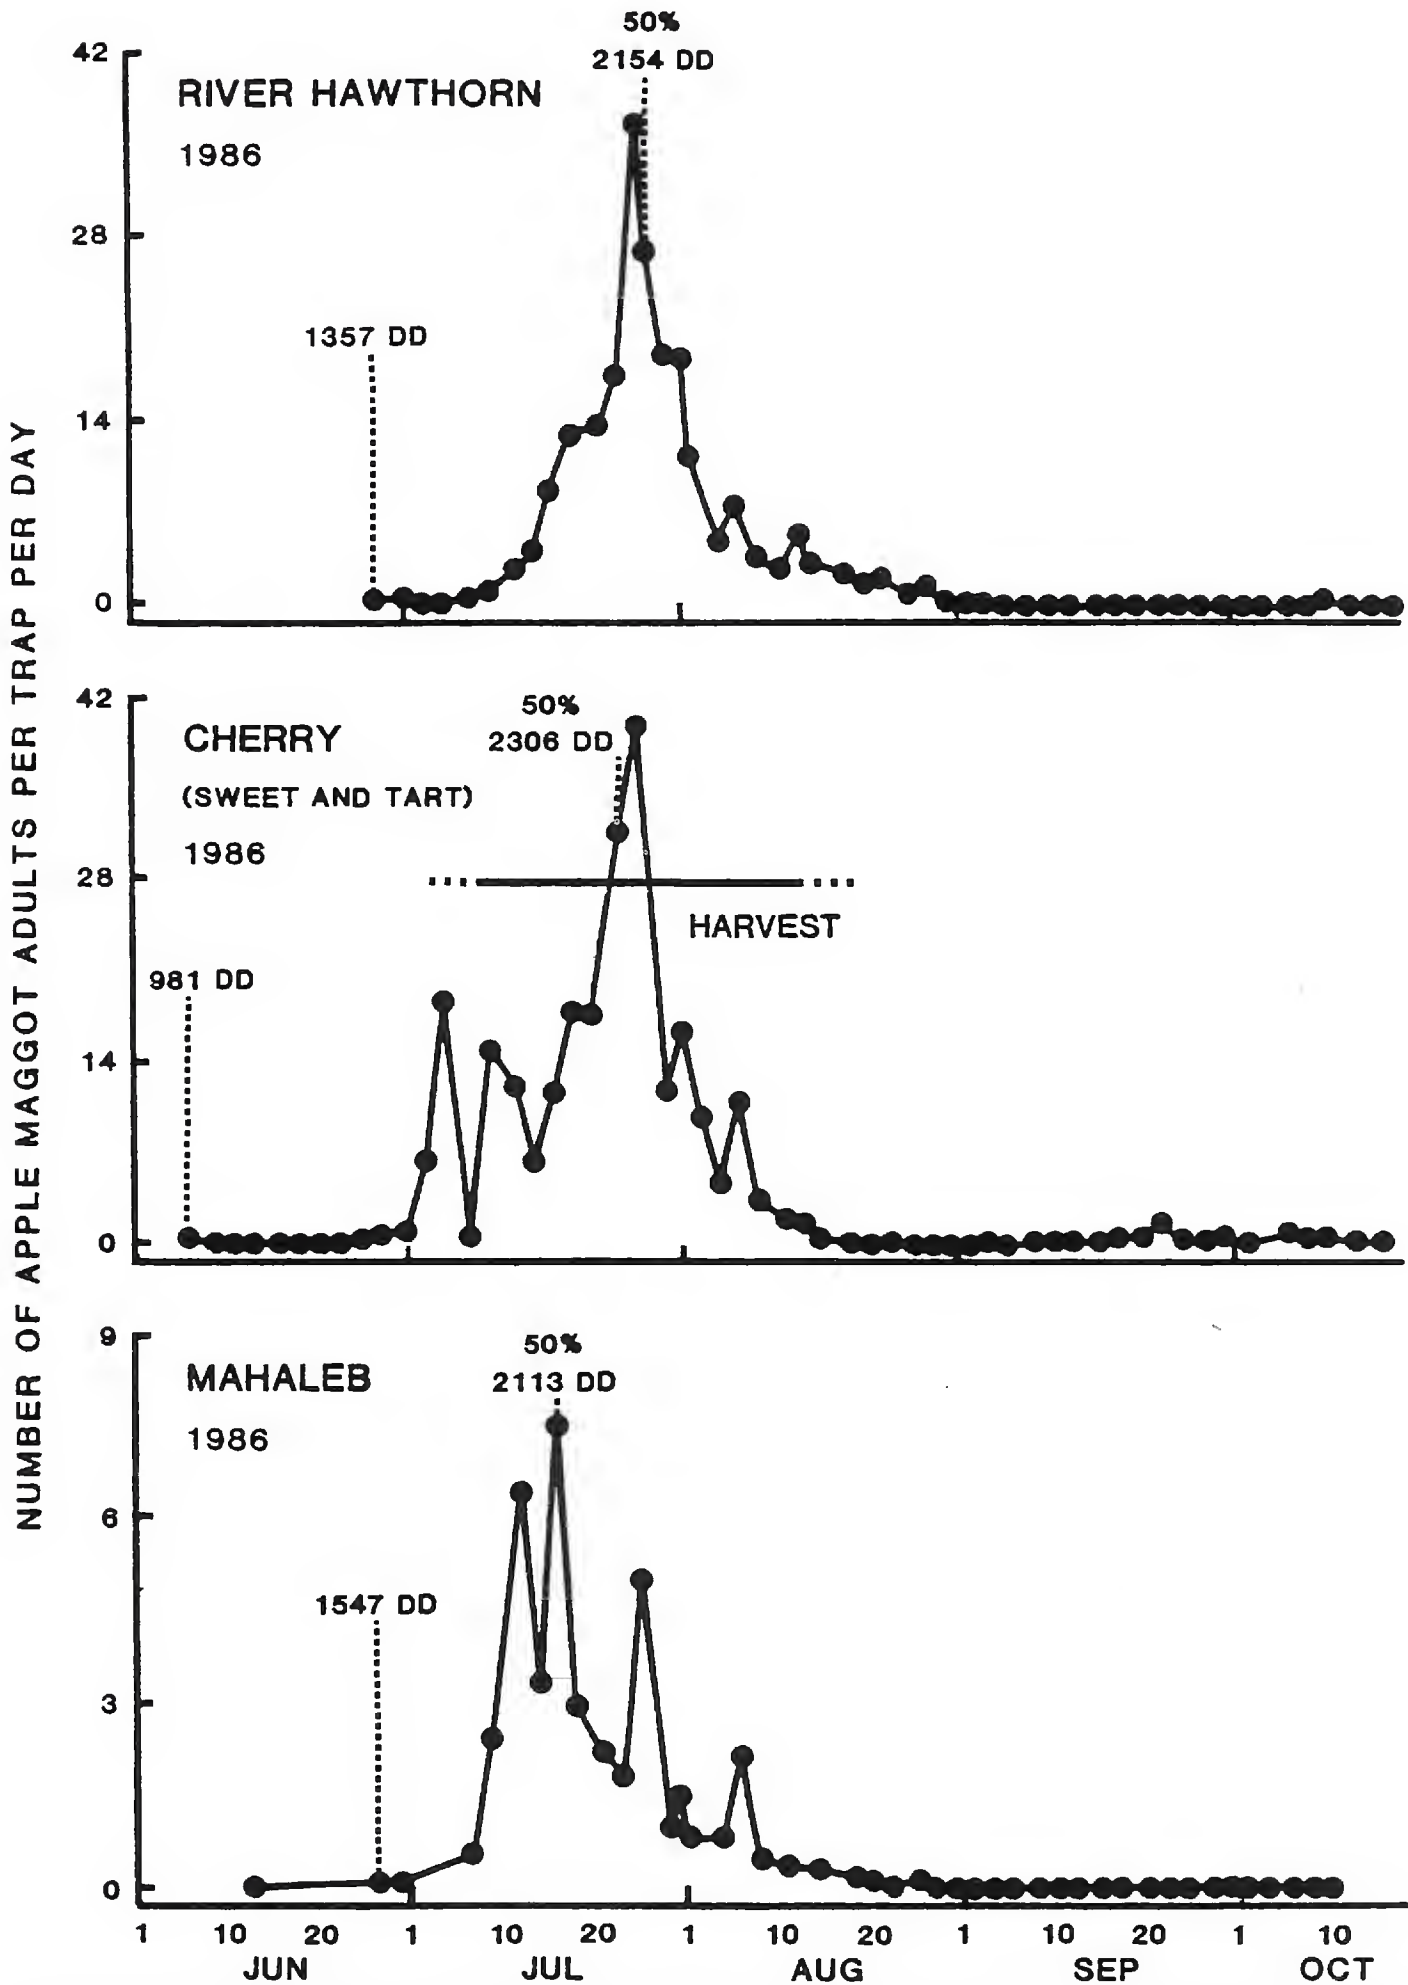 NUMBER OF APPLE MAGGOT ADULTS PER TRAP PER DAY
50%
2154 DD
42
RIVER HAWTHORN
1986
28
1357 DD
14
0
42
50%
2306 DD
CHERRY
(SWEET AND TART)
1986
28
HARVEST
981 DD
14
0
9
50%
2113 DD
MAHALEB
1986
6
1547 DD
3
0
1 10 20 1 10 20 1 10 20 1 10 20 1 10
JUN JUL AUG SEP OCT